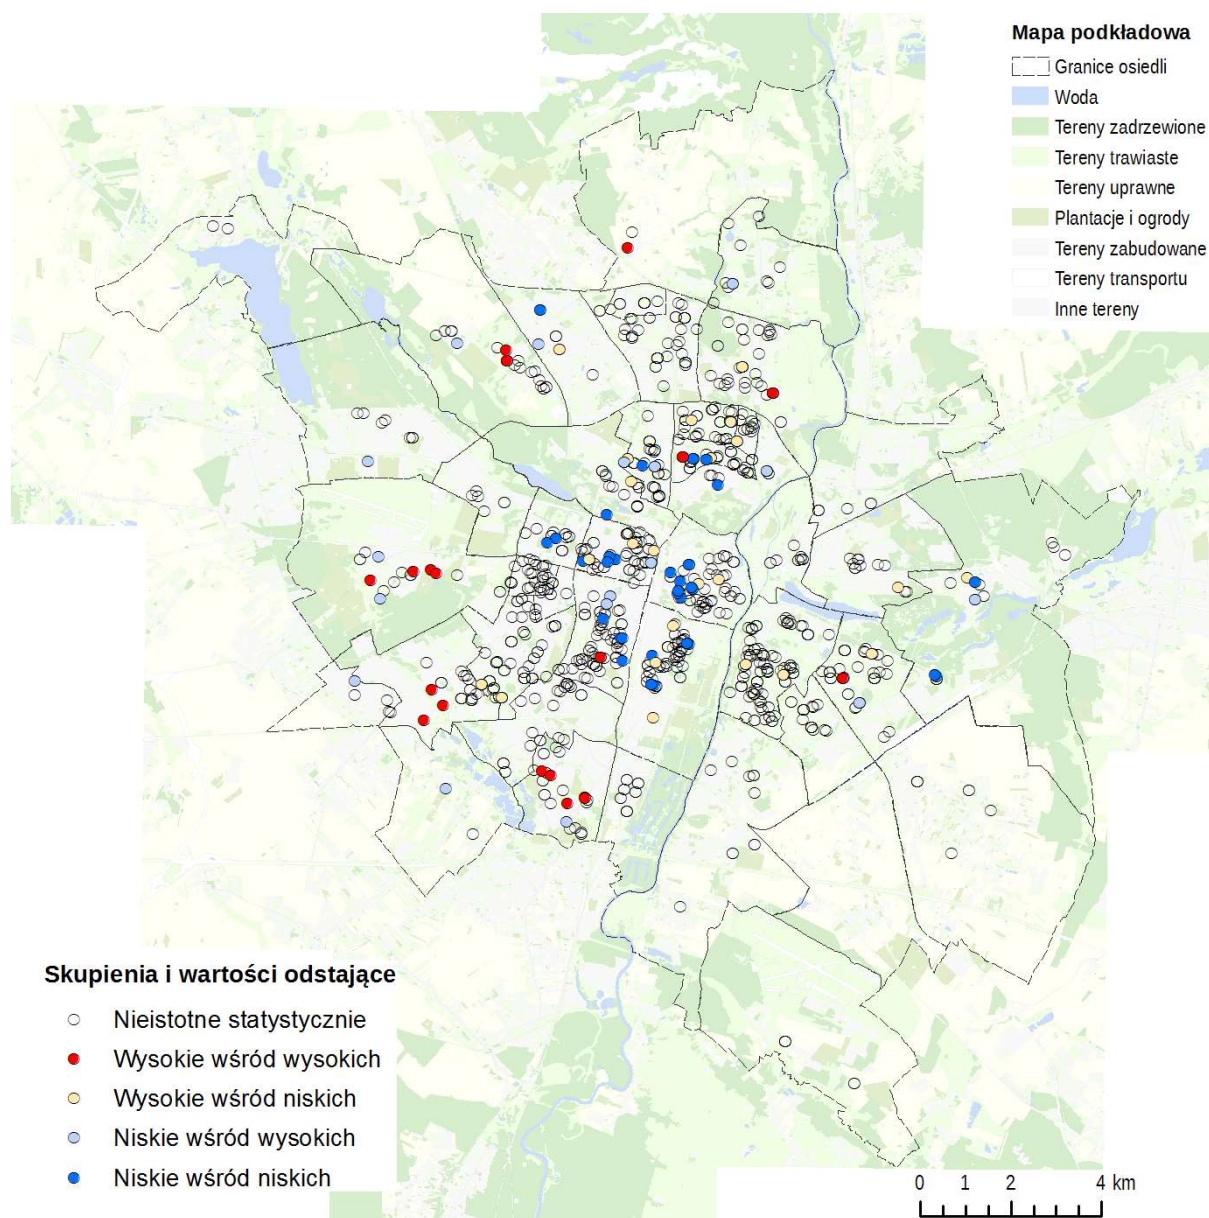 Mapa podkładowa
Granice osiedli
Woda
Tereny zadrzewione
Tereny trawiaste
Tereny uprawne
Plantacje i ogrody
Tereny zabudowane
Tereny transportu
Inne tereny
Skupienia i wartości odstające
Nieistotne statystycznie
Wysokie wśród wysokich
Wysokie wśród niskich
Niskie wśród wysokich
Niskie wśród niskich
0 1 2 4 km